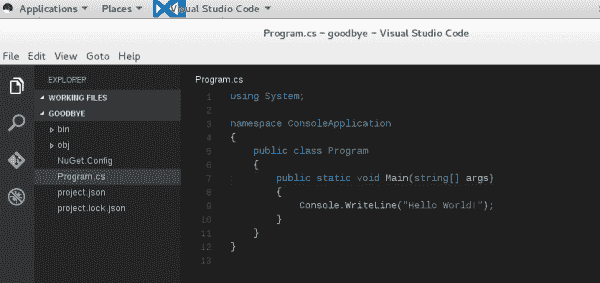 Applications Places Visual Studio Code
Program.cs - goodbye - Visual Studio Code
File Edit View Goto Help
EXPLORER
WORKING FILES
GOODBYE
bin
obj
NuGet.Config
Program.cs
project.json
project.lock.json
Program.cs
1 using System;
2
3 namespace ConsoleApplication
4 {
5 public class Program
6 {
7 public static void Main(string[] args)
8 {
9 Console.WriteLine("Hello World!");
10 }
11 }
12 }
13